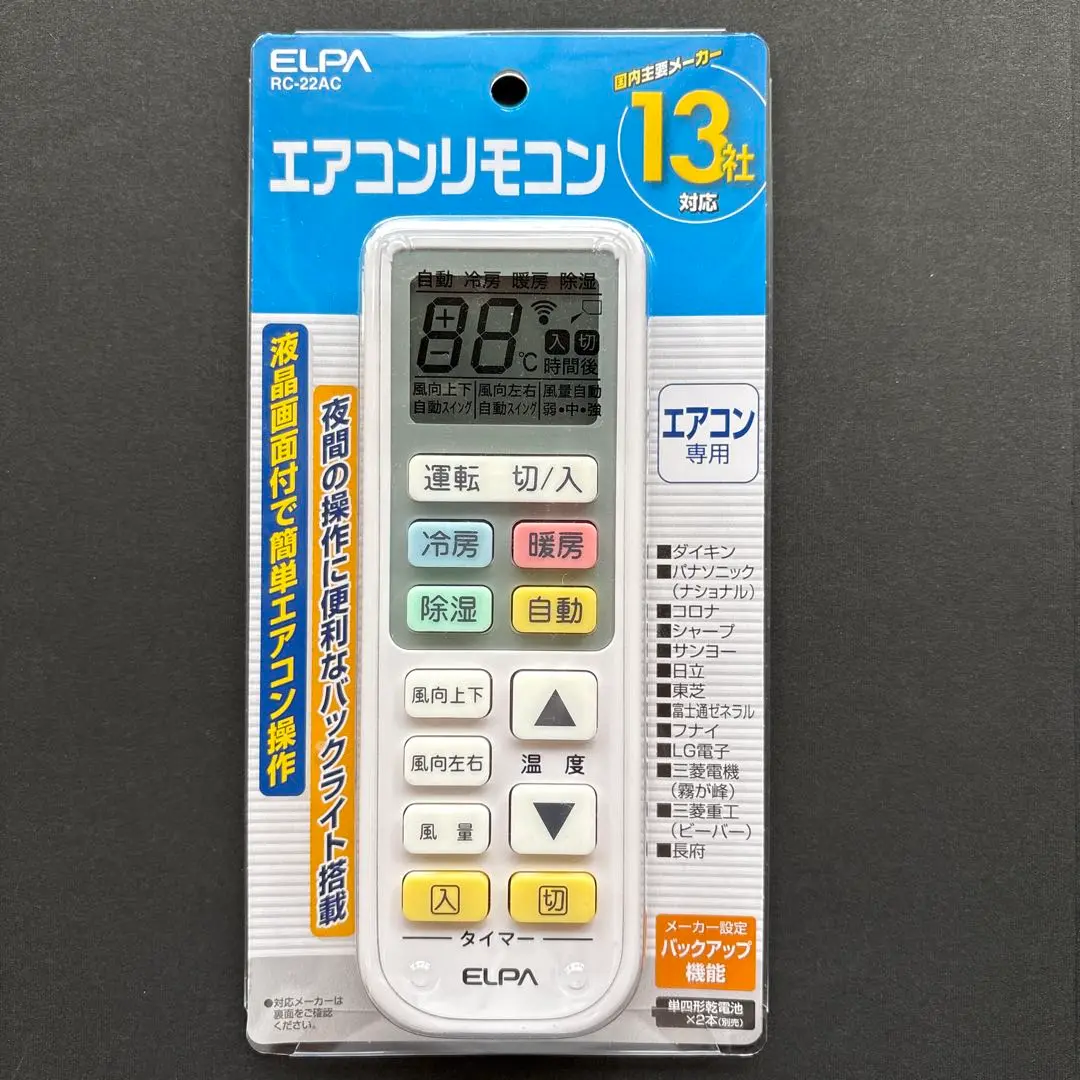 ELPA
RC-22AC
エアコンリモコン
国内主要メーカー
13社
対応
液晶画面付で簡単エアコン操作
夜間の操作に便利なバックライト搭載
自動 冷房 暖房 除湿
+
-
88℃
入 切
時間後
風向上下 風向左右 風量自動
自動スイング 自動スイング 弱・中・強
運転 切/入
冷房 暖房
除湿 自動
風向上下 ▲
風向左右 温度
風量 ▼
入 切
タイマー
ELPA
エアコン
専用
■ダイキン
■パナソニック
(ナショナル)
■コロナ
■シャープ
■サンヨー
■日立
■東芝
■富士通ゼネラル
■フナイ
■LG電子
■三菱電機
(霧が峰)
■三菱重工
(ビーバー)
■長府
メーカー設定
バックアップ
機能
単四形乾電池
×2本(別売)
●対応メーカーは
裏面をご確認
ください。